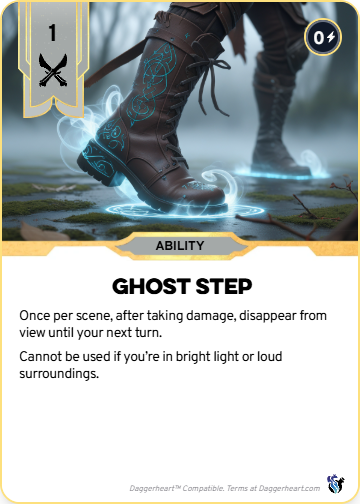 1
0
ABILITY
GHOST STEP
Once per scene, after taking damage, disappear from
view until your next turn.
Cannot be used if you’re in bright light or loud
surroundings.
Daggerheart™ Compatible. Terms at Daggerheart.com